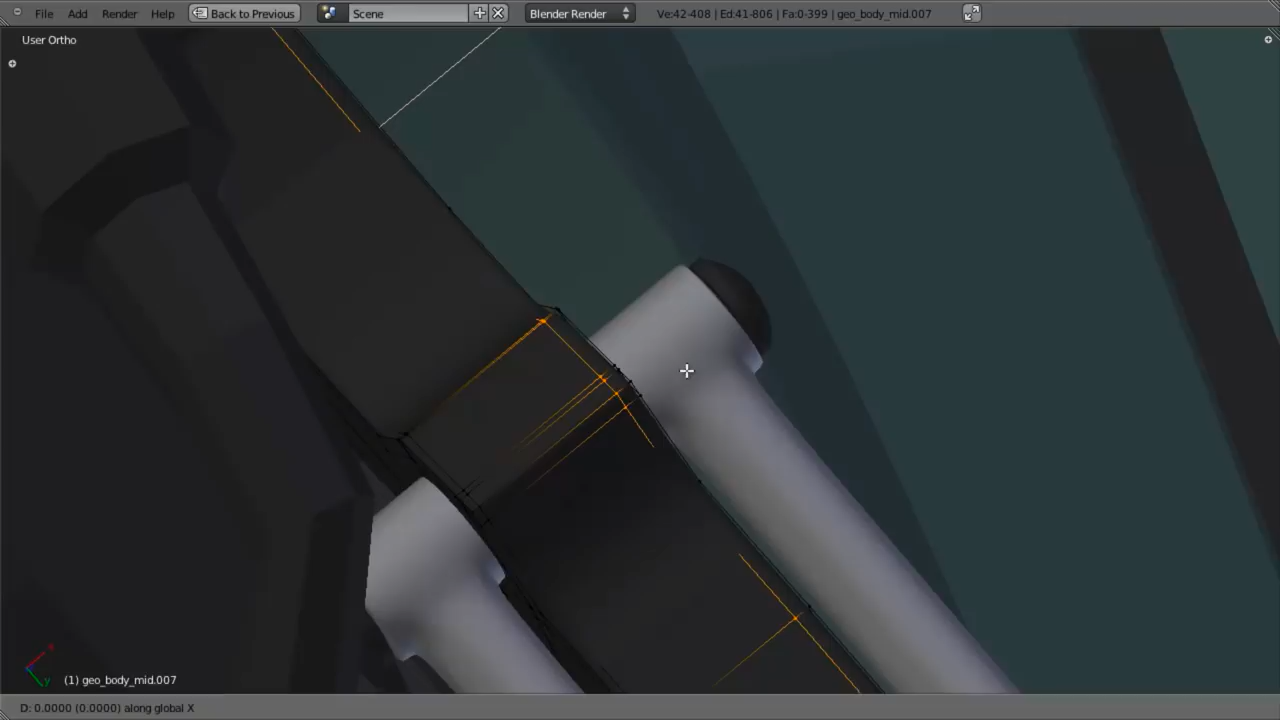 File Add Render Help Back to Previous Scene Blender Render Ve:42-408 | Ed:41-806 | Fa:0-399 | geo_body_mid.007
User Ortho
x
y
(1) geo_body_mid.007
D: 0.0000 (0.0000) along global X